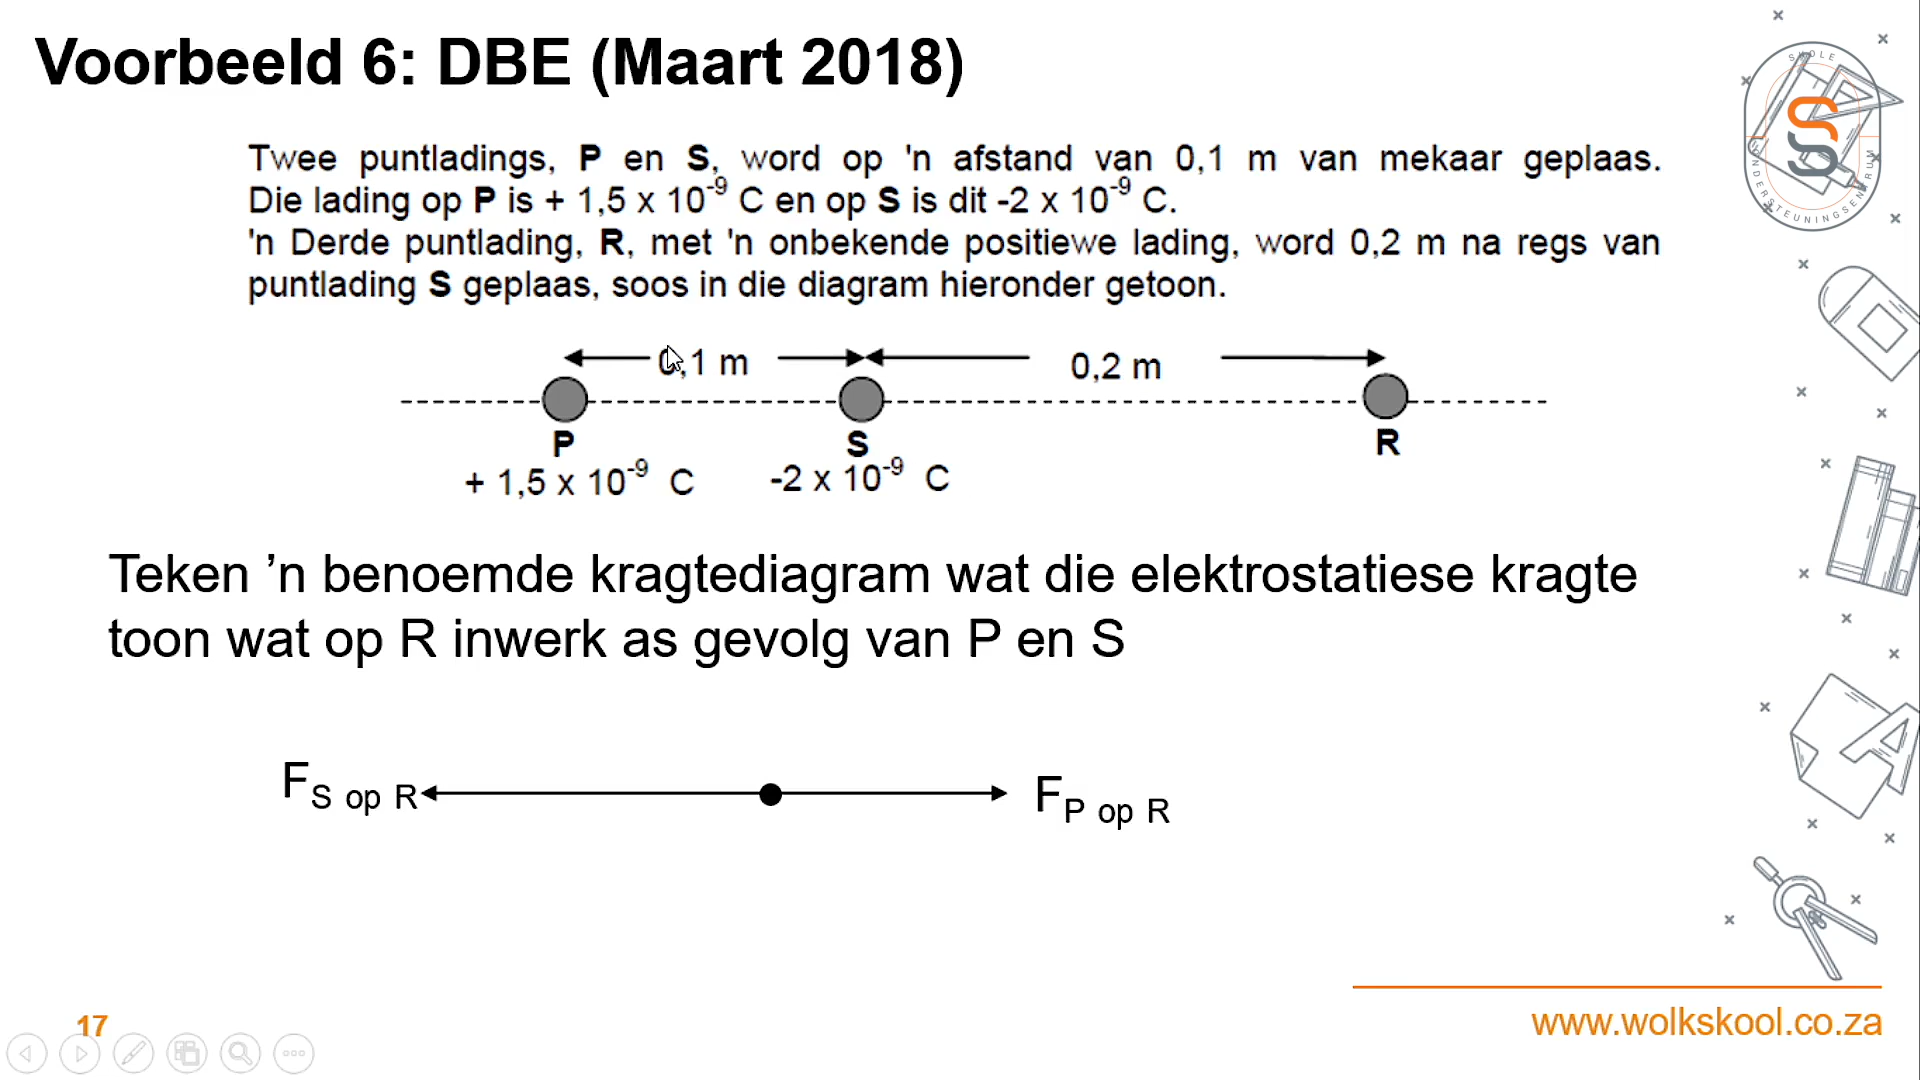 Voorbeeld 6: DBE (Maart 2018)
Twee puntladings, P en S, word op 'n afstand van 0,1 m van mekaar geplaas.
Die lading op P is + 1,5 x 10⁻⁹ C en op S is dit -2 x 10⁻⁹ C.
'n Derde puntlading, R, met 'n onbekende positiewe lading, word 0,2 m na regs van
puntlading S geplaas, soos in die diagram hieronder getoon.
0,1 m
0,2 m
P
S
R
+ 1,5 x 10⁻⁹ C
-2 x 10⁻⁹ C
Teken ’n benoemde kragtediagram wat die elektrostatiese kragte
toon wat op R inwerk as gevolg van P en S
F S op R
F P op R
SKOLE
ONDERSTEUNINGSENTRUM
17
www.wolkskool.co.za